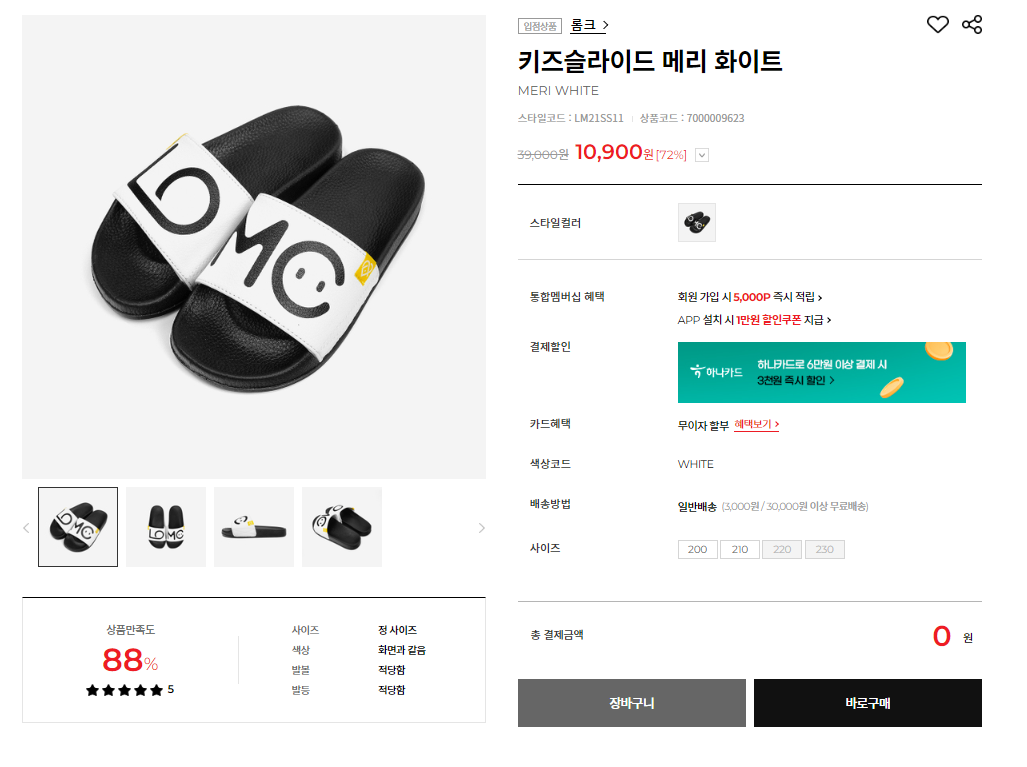 입점상품 롬크 >
키즈슬라이드 메리 화이트
MERI WHITE
스타일코드 : LM21SS11 | 상품코드 : 7000009623
39,000원 10,900원 [72%]
스타일컬러
통합멤버십 혜택
회원 가입 시 5,000P 즉시 적립 >
APP 설치 시 1만원 할인쿠폰 지급 >
결제할인
하나카드
하나카드로 6만원 이상 결제 시
3천원 즉시 할인 >
카드혜택
무이자 할부 혜택보기 >
색상코드
WHITE
배송방법
일반배송 (3,000원 / 30,000원 이상 무료배송)
사이즈
200 210 220 230
총 결제금액
0 원
장바구니
바로구매
LO
MC
상품만족도
88%
★★★★★ 5
사이즈 정 사이즈
색상 화면과 같음
발볼 적당함
발등 적당함